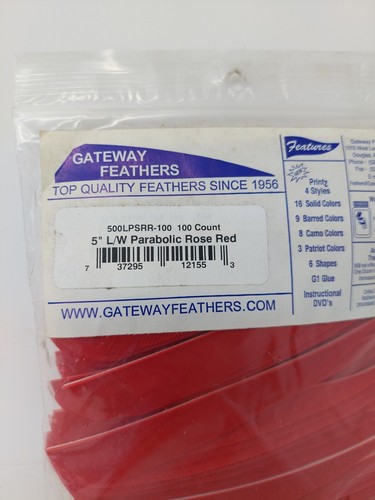 GATEWAY
FEATHERS
TOP QUALITY FEATHERS SINCE 1956
500LPSRR-100 100 Count
5" L/W Parabolic Rose Red
7 37295 12155 3
WWW.GATEWAYFEATHERS.COM
Features
Printz
4 Styles
16 Solid Colors
9 Barred Colors
8 Camo Colors
3 Patriot Colors
6 Shapes
G1 Glue
Instructional
DVD's